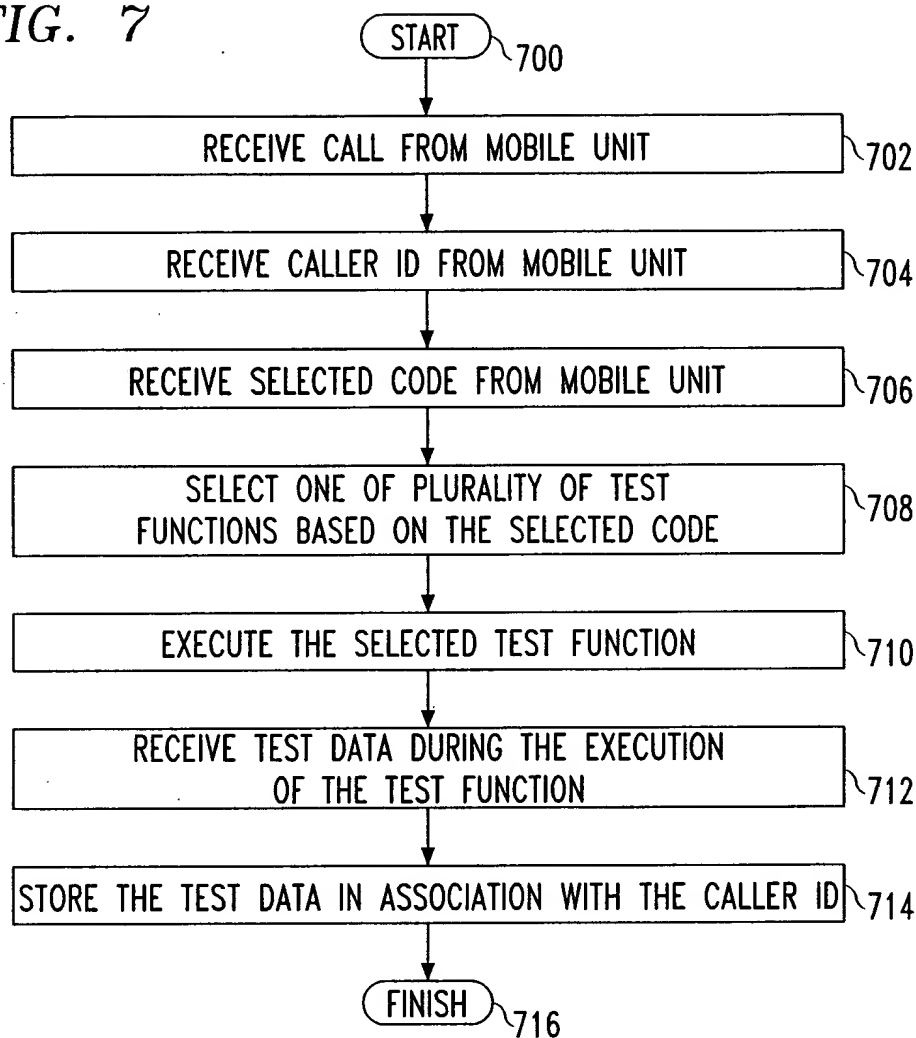 FIG. 7
START
700
RECEIVE CALL FROM MOBILE UNIT
702
RECEIVE CALLER ID FROM MOBILE UNIT
704
RECEIVE SELECTED CODE FROM MOBILE UNIT
706
SELECT ONE OF PLURALITY OF TEST
FUNCTIONS BASED ON THE SELECTED CODE
708
EXECUTE THE SELECTED TEST FUNCTION
710
RECEIVE TEST DATA DURING THE EXECUTION
OF THE TEST FUNCTION
712
STORE THE TEST DATA IN ASSOCIATION WITH THE CALLER ID
714
FINISH
716